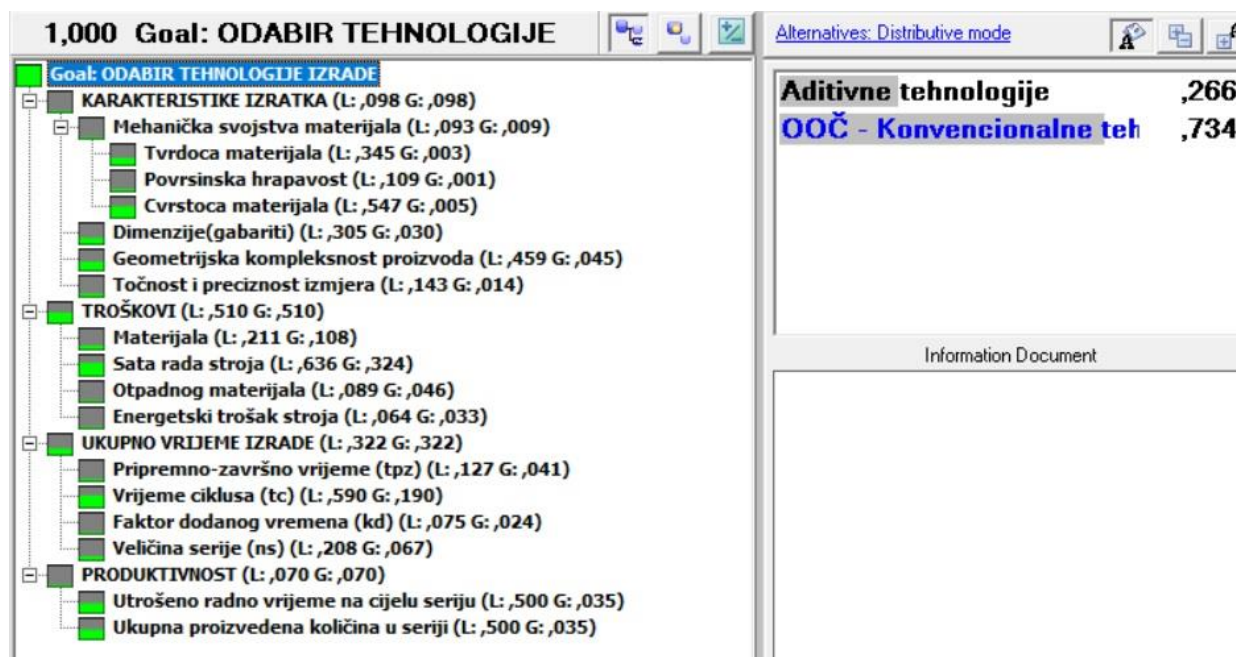 1,000 Goal: ODABIR TEHNOLOGIJE
Goal: ODABIR TEHNOLOGIJE IZRADE
KARAKTERISTIKE IZRATKA (L: ,098 G: ,098)
Mehanička svojstva materijala (L: ,093 G: ,009)
Tvrdoca materijala (L: ,345 G: ,003)
Povrsinska hrapavost (L: ,109 G: ,001)
Cvrstoca materijala (L: ,547 G: ,005)
Dimenzije(gabariti) (L: ,305 G: ,030)
Geometrijska kompleksnost proizvoda (L: ,459 G: ,045)
Točnost i preciznost izmjera (L: ,143 G: ,014)
TROŠKOVI (L: ,510 G: ,510)
Materijala (L: ,211 G: ,108)
Sata rada stroja (L: ,636 G: ,324)
Otpadnog materijala (L: ,089 G: ,046)
Energetski trošak stroja (L: ,064 G: ,033)
UKUPNO VRIJEME IZRADE (L: ,322 G: ,322)
Pripremno-završno vrijeme (tpz) (L: ,127 G: ,041)
Vrijeme ciklusa (tc) (L: ,590 G: ,190)
Faktor dodanog vremena (kd) (L: ,075 G: ,024)
Veličina serije (ns) (L: ,208 G: ,067)
PRODUKTIVNOST (L: ,070 G: ,070)
Utrošeno radno vrijeme na cijelu seriju (L: ,500 G: ,035)
Ukupna proizvedena količina u seriji (L: ,500 G: ,035)
Alternatives: Distributive mode
Aditivne tehnologije ,266
OOČ - Konvencionalne teh ,734
Information Document